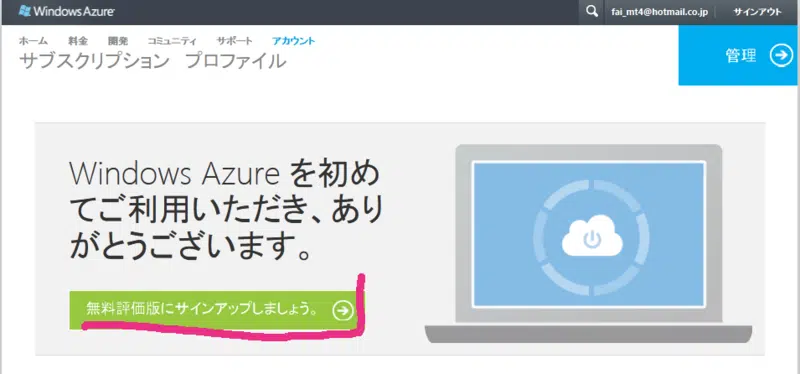 Windows Azure
fai_mt4@hotmail.co.jp サインアウト
ホーム 料金 開発 コミュニティ サポート アカウント
サブスクリプション プロファイル
管理
Windows Azure を初め
てご利用いただき、あり
がとうございます。
無料評価版にサインアップしましょう。